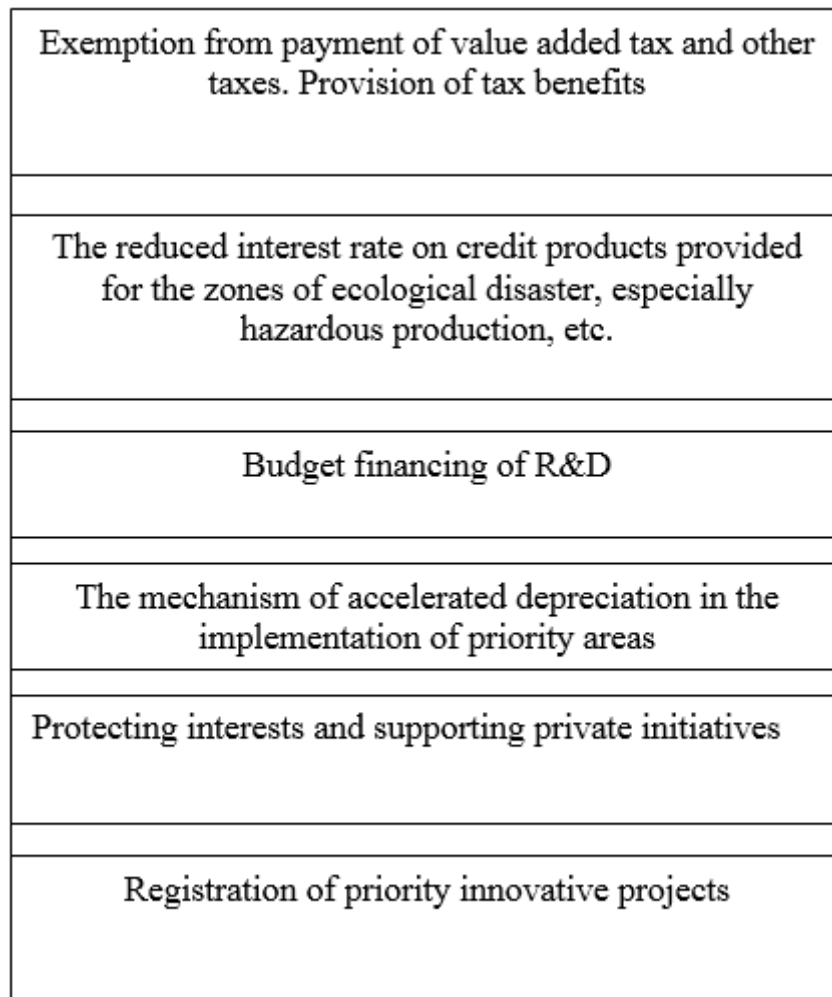 Exemption from payment of value added tax and other
taxes. Provision of tax benefits
The reduced interest rate on credit products provided
for the zones of ecological disaster, especially
hazardous production, etc.
Budget financing of R&D
The mechanism of accelerated depreciation in the
implementation of priority areas
Protecting interests and supporting private initiatives
Registration of priority innovative projects